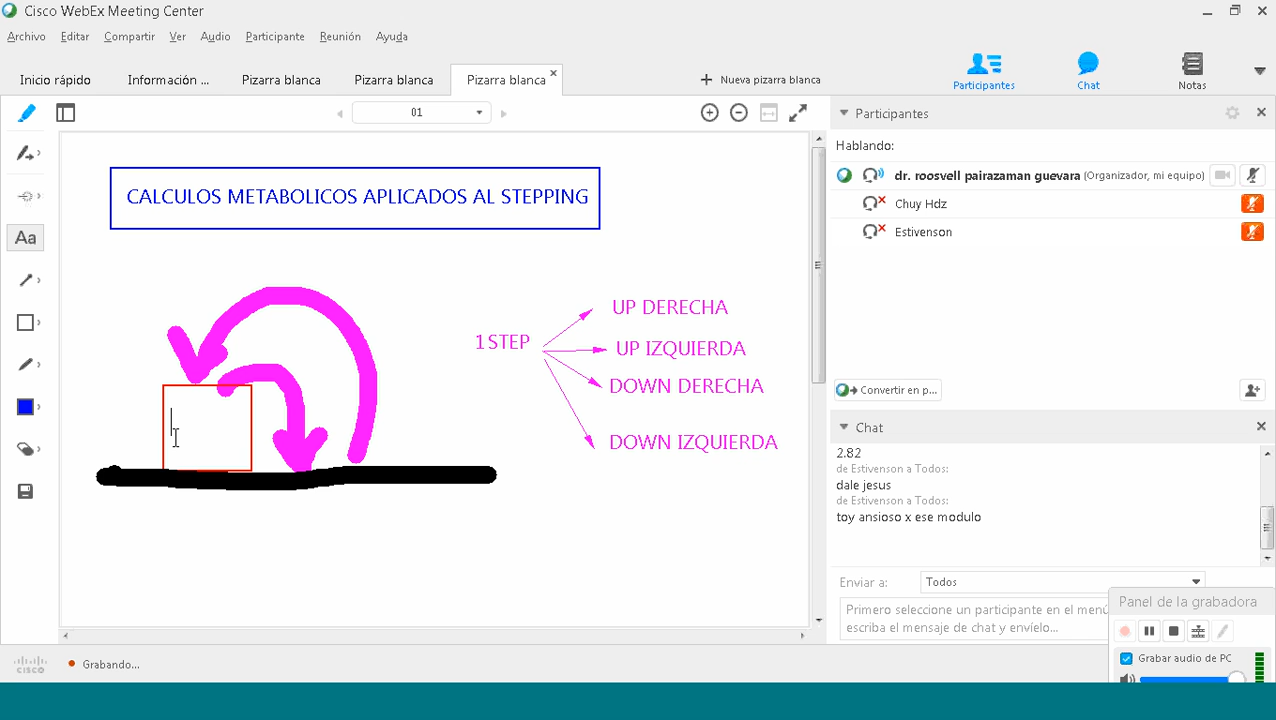 Cisco WebEx Meeting Center
Archivo Editar Compartir Ver Audio Participante Reunión Ayuda
Inicio rápido Información ... Pizarra blanca Pizarra blanca Pizarra blanca Nueva pizarra blanca
Participantes Chat Notas
01
Aa
CALCULOS METABOLICOS APLICADOS AL STEPPING
1 STEP
UP DERECHA
UP IZQUIERDA
DOWN DERECHA
DOWN IZQUIERDA
Participantes
Hablando:
dr. roosvell pairazaman guevara (Organizador, mi equipo)
Chuy Hdz
Estivenson
Convertir en p...
Chat
2.82
de Estivenson a Todos:
dale jesus
de Estivenson a Todos:
toy ansioso x ese modulo
Enviar a: Todos
Primero seleccione un participante en el menú
escriba el mensaje de chat y envíelo...
Panel de la grabadora
Grabar audio de PC
cisco
Grabando...